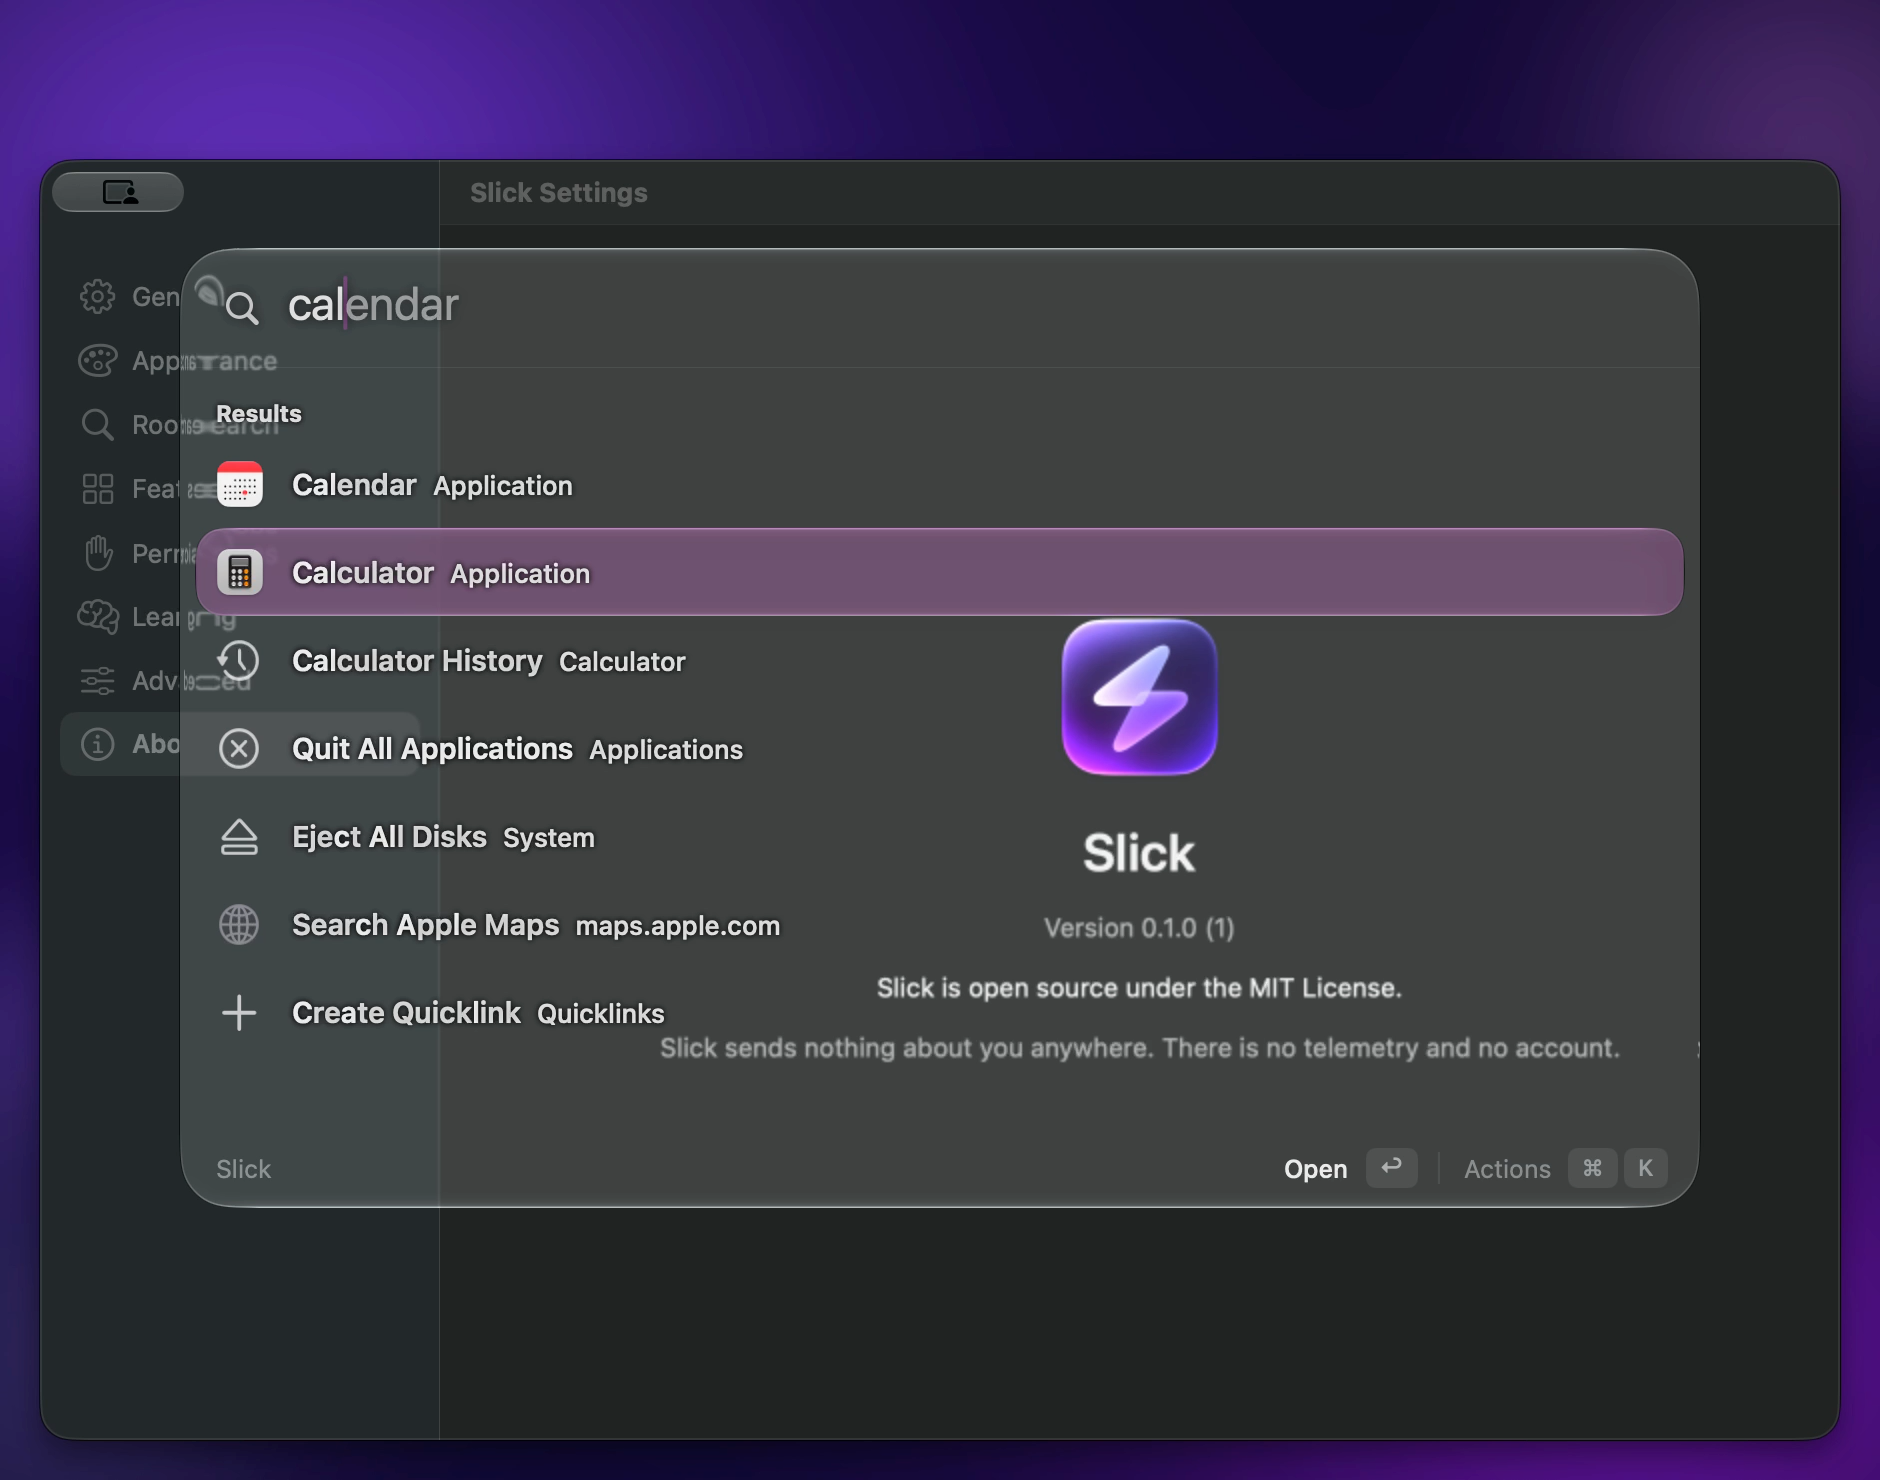 Slick Settings
calendar
Results
Calendar Application
Calculator Application
Calculator History Calculator
Quit All Applications Applications
Eject All Disks System
Search Apple Maps maps.apple.com
Create Quicklink Quicklinks
Slick
Version 0.1.0 (1)
Slick is open source under the MIT License.
Slick sends nothing about you anywhere. There is no telemetry and no account.
Slick
Open ↩ Actions ⌘ K